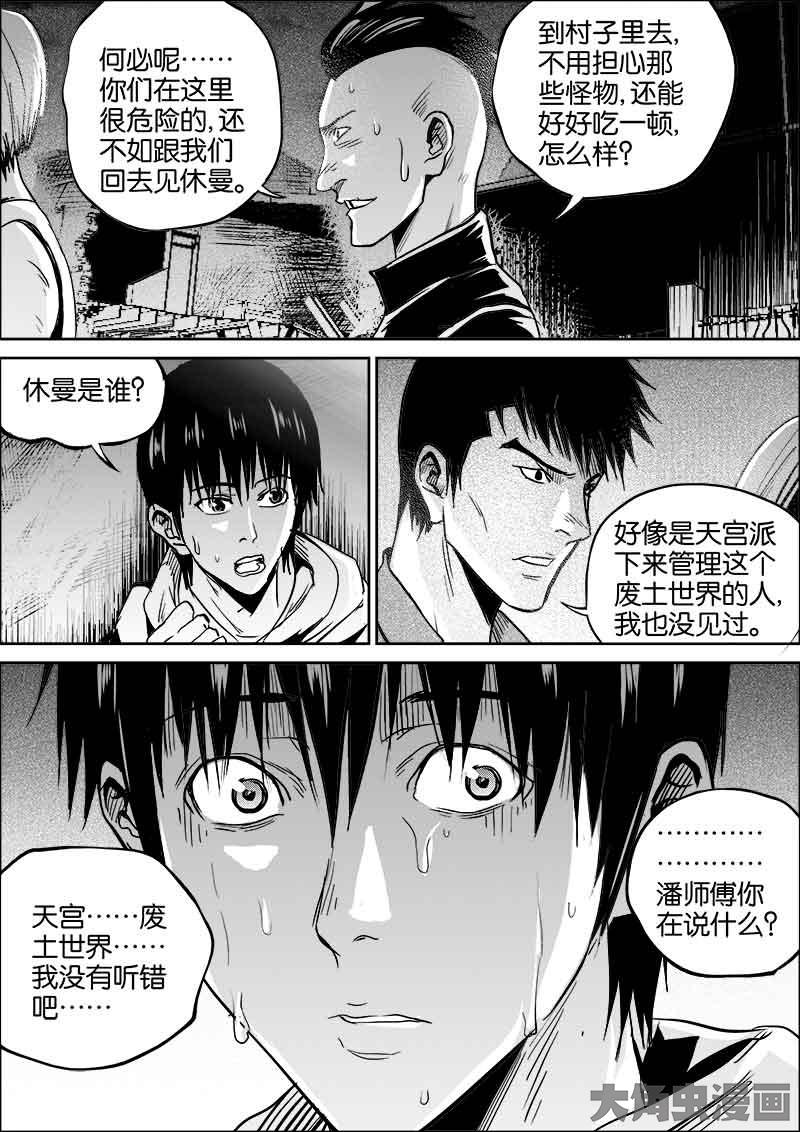 何必呢……
你们在这里
很危险的,还
不如跟我们
回去见休曼。
到村子里去,
不用担心那
些怪物,还能
好好吃一顿,
怎么样?
休曼是谁?
好像是天宫派
下来管理这个
废土世界的人,
我也没见过。
天宫……废
土世界……
我没有听错
吧……
…………
…………
潘师傅你
在说什么?
大角虫漫画